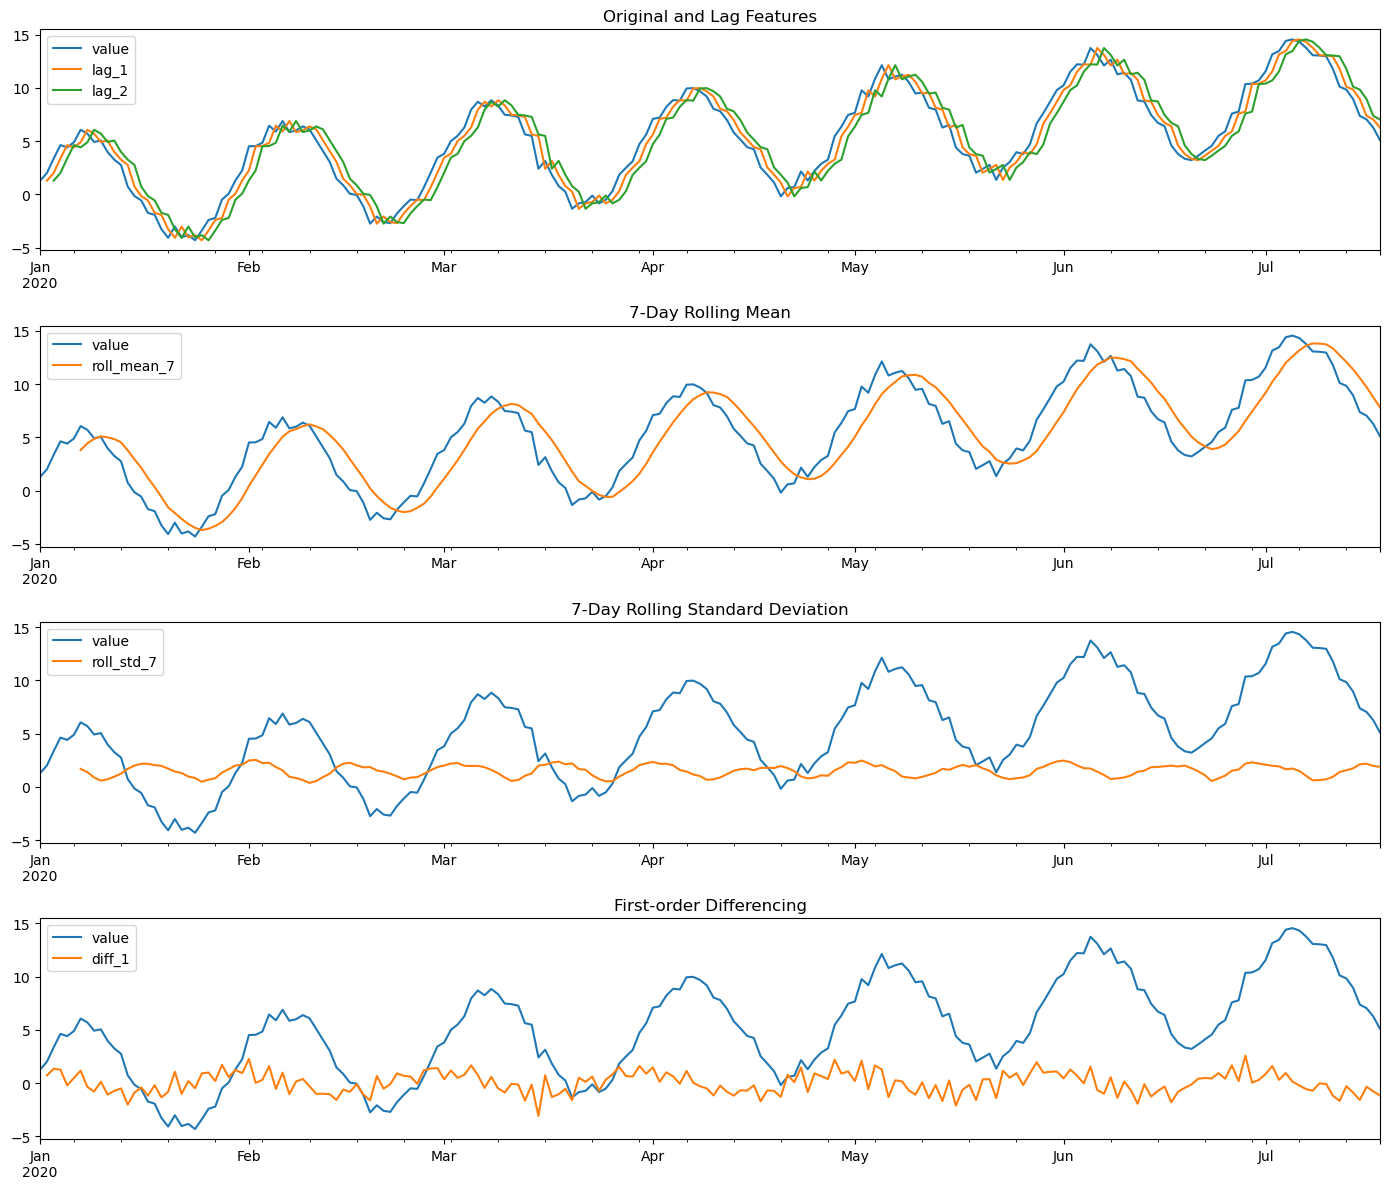 Original and Lag Features
15
10
5
0
−5
value
lag_1
lag_2
Jan Feb Mar Apr May Jun Jul
2020
7-Day Rolling Mean
15
10
5
0
−5
value
roll_mean_7
Jan Feb Mar Apr May Jun Jul
2020
7-Day Rolling Standard Deviation
15
10
5
0
−5
value
roll_std_7
Jan Feb Mar Apr May Jun Jul
2020
First-order Differencing
15
10
5
0
−5
value
diff_1
Jan Feb Mar Apr May Jun Jul
2020